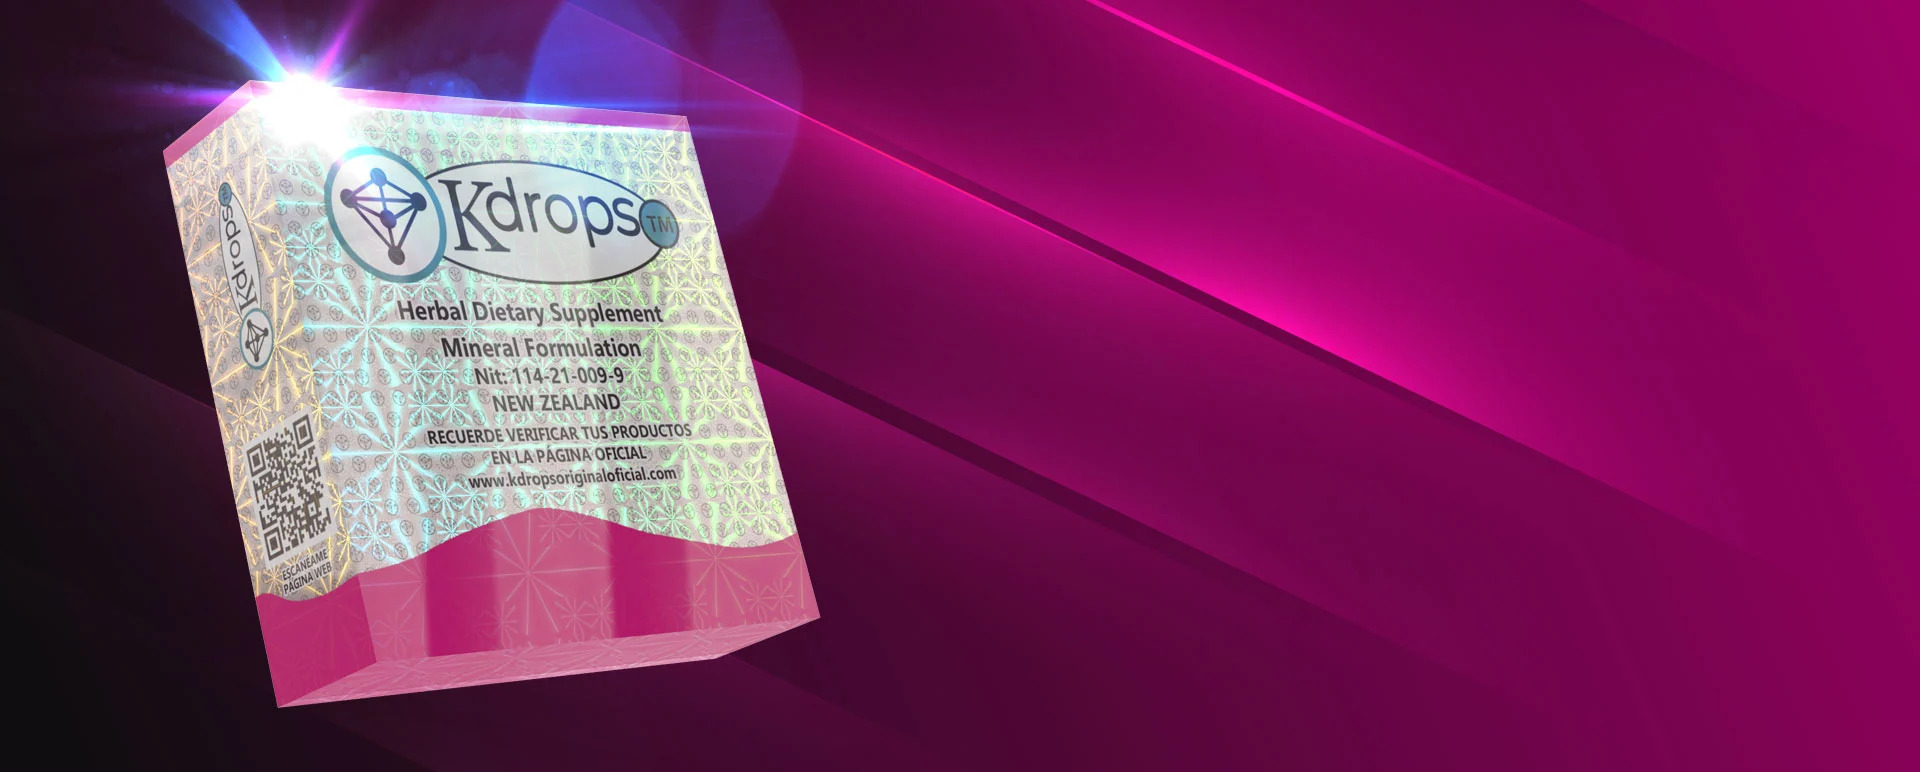 Kdrops TM
Herbal Dietary Supplement
Mineral Formulation
Nit: 114-21-009-9
NEW ZEALAND
RECUERDE VERIFICAR TUS PRODUCTOS
EN LA PÁGINA OFICIAL
www.kdropsoriginaloficial.com
Kdrops
ESCANÉAME
PÁGINA WEB